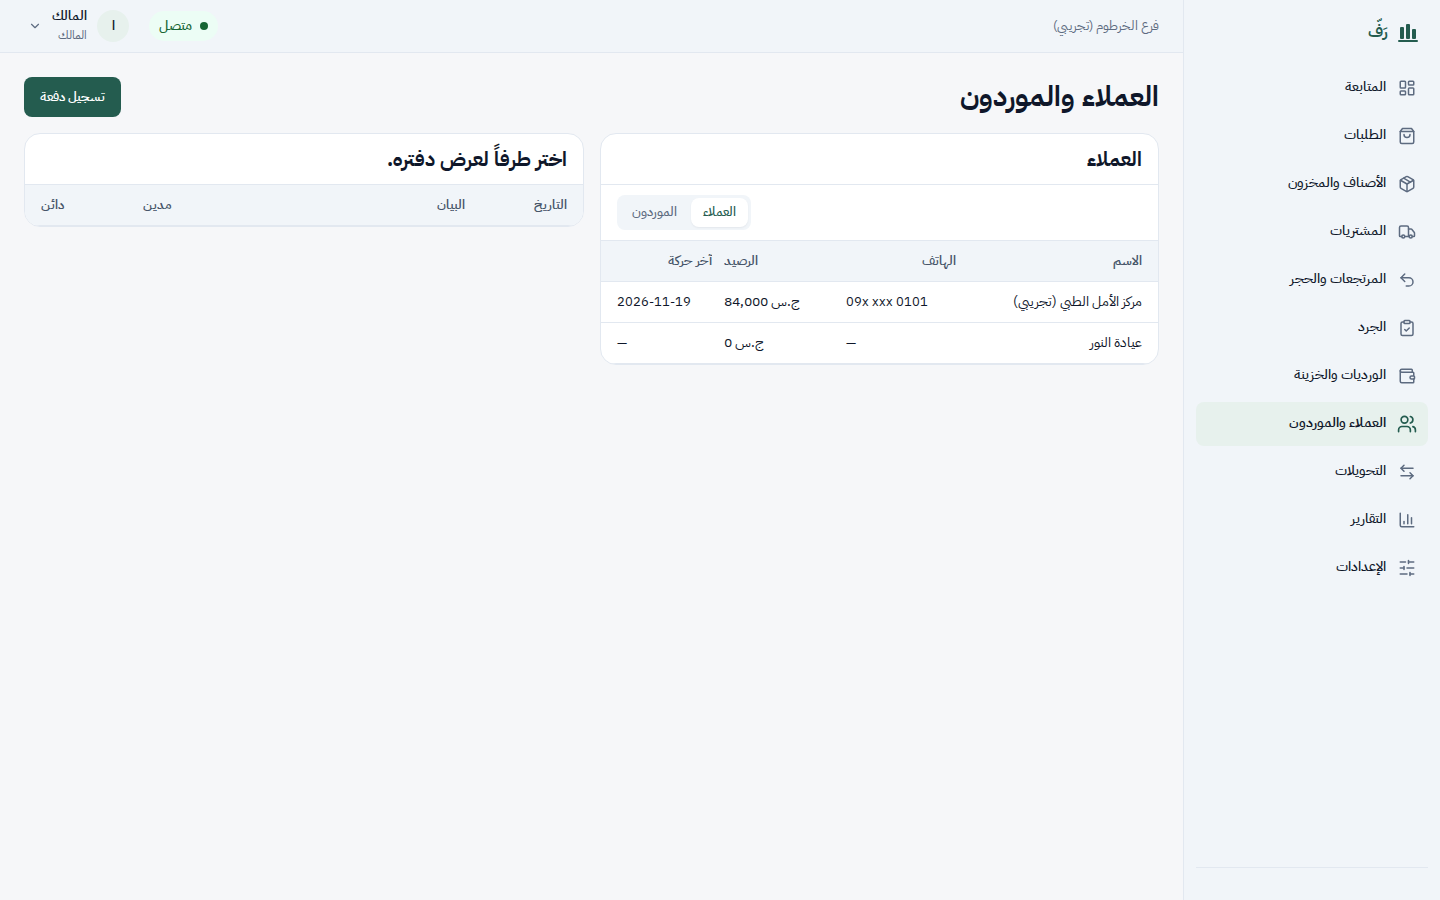 رَفّ
المتابعة
الطلبات
الأصناف والمخزون
المشتريات
المرتجعات والحجر
الجرد
الورديات والخزينة
العملاء والموردون
التحويلات
التقارير
الإعدادات
فرع الخرطوم (تجريبي)
متصل
ا
المالك
المالك
العملاء والموردون
تسجيل دفعة
العملاء
العملاء الموردون
الاسم الهاتف الرصيد آخر حركة
مركز الأمل الطبي (تجريبي) 09x xxx 0101 84,000 ج.س 2026-11-19
عيادة النور — 0 ج.س —
اختر طرفاً لعرض دفتره.
التاريخ البيان مدين دائن